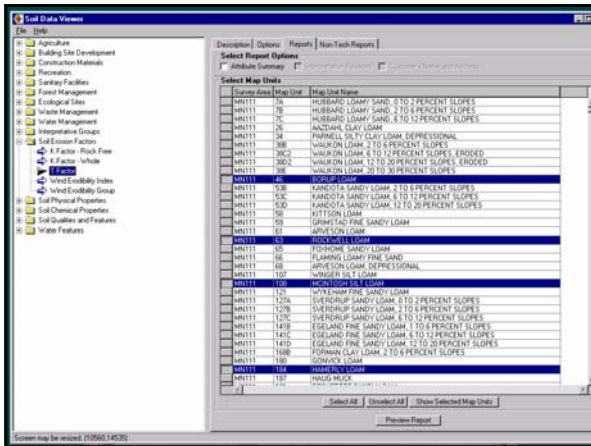 Soil Data Viewer
File Help
Agriculture
Building Site Development
Construction Materials
Recreation
Sanitary Facilities
Forest Management
Ecological Sites
Waste Management
Water Management
Interpretative Groups
Soil Erosion Factors
K Factor - Rock Free
K Factor - Whole
T Factor
Wind Erodibility Index
Wind Erodibility Group
Soil Physical Properties
Soil Chemical Properties
Soil Qualities and Features
Water Features
Description Options Reports Non-Tech Reports
Select Report Options
Attribute Summary
Select Map Units
Survey Area Map Unit Map Unit Name
MN111 7A HUBBARD LOAMY SAND, 0 TO 2 PERCENT SLOPES
MN111 7B HUBBARD LOAMY SAND, 2 TO 6 PERCENT SLOPES
MN111 7C HUBBARD LOAMY SAND, 6 TO 12 PERCENT SLOPES
MN111 26 AAZDAHL CLAY LOAM
MN111 34 PARNELL SILTY CLAY LOAM, DEPRESSIONAL
MN111 38B WAUKON LOAM, 2 TO 6 PERCENT SLOPES
MN111 38C2 WAUKON LOAM, 6 TO 12 PERCENT SLOPES, ERODED
MN111 38D2 WAUKON LOAM, 12 TO 20 PERCENT SLOPES, ERODED
MN111 38E WAUKON LOAM, 20 TO 30 PERCENT SLOPES
MN111 46 BORUP LOAM
MN111 53B KANDOTA SANDY LOAM, 2 TO 6 PERCENT SLOPES
MN111 53C KANDOTA SANDY LOAM, 6 TO 12 PERCENT SLOPES
MN111 53D KANDOTA SANDY LOAM, 12 TO 20 PERCENT SLOPES
MN111 58 KITTSON LOAM
MN111 59 GRIMSTAD FINE SANDY LOAM
MN111 61 ARVESON LOAM
MN111 63 ROCKWELL LOAM
MN111 65 FOXHOME SANDY LOAM
MN111 66 FLAMING LOAMY FINE SAND
MN111 68 ARVESON LOAM, DEPRESSIONAL
MN111 107 WINGER SILT LOAM
MN111 108 MCINTOSH SILT LOAM
MN111 121 WYKEHAM FINE SANDY LOAM
MN111 127A SVERDRUP SANDY LOAM, 0 TO 2 PERCENT SLOPES
MN111 127B SVERDRUP SANDY LOAM, 2 TO 6 PERCENT SLOPES
MN111 127C SVERDRUP SANDY LOAM, 6 TO 12 PERCENT SLOPES
MN111 141B EGELAND FINE SANDY LOAM, 1 TO 6 PERCENT SLOPES
MN111 141C EGELAND FINE SANDY LOAM, 6 TO 12 PERCENT SLOPES
MN111 141D EGELAND FINE SANDY LOAM, 12 TO 20 PERCENT SLOPES
MN111 168B FORMAN CLAY LOAM, 2 TO 6 PERCENT SLOPES
MN111 180 GONVICK LOAM
MN111 184 HAMERLY LOAM
MN111 187 HAUG MUCK
Select All Unselect All Show Selected Map Units
Preview Report
Screen may be resized. (10560,14535)